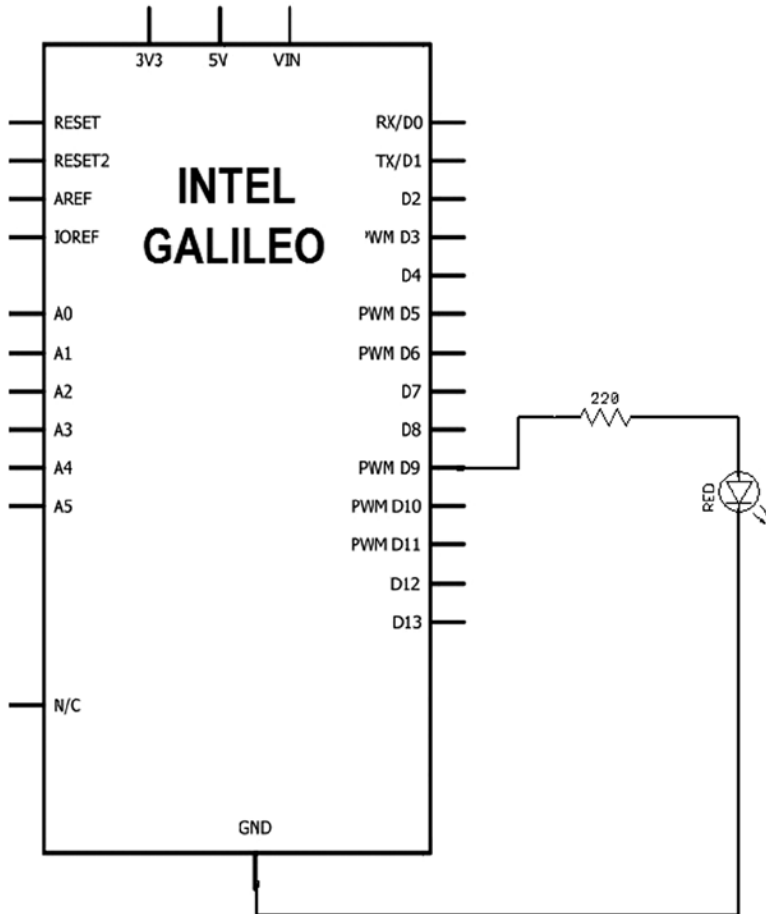 3V3 5V VIN
RESET RX/D0
RESET2 TX/D1
AREF D2
IOREF WM D3
INTEL
GALILEO
D4
A0 PWM D5
A1 PWM D6
A2 D7
A3 D8
A4 PWM D9
A5 PWM D10
PWM D11
D12
D13
N/C
GND
220
RED